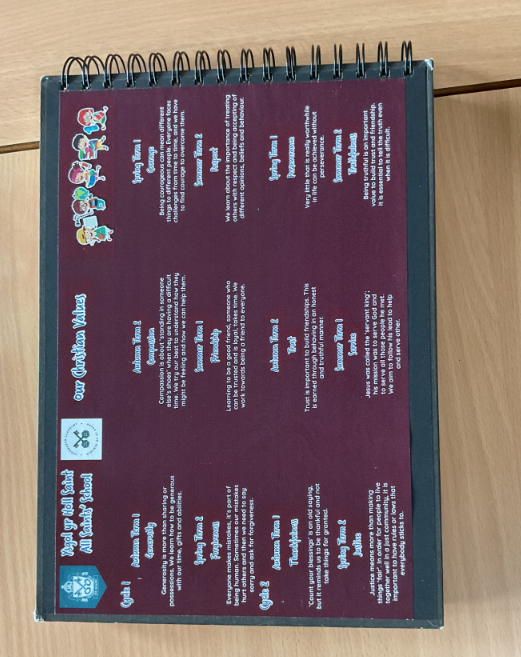 Ysgol yr Holl Saint
All Saints' School
our Christian Values
Cycle 1
Autumn Term 1
Generosity
Generosity is more than sharing or
possessions. We learn how to be generous
with our time, gifts and abilities.
Autumn Term 2
Compassion
Compassion is about 'standing in someone
else's shoes' when they are having a difficult
time. We try our best to understand how they
might be feeling and how we can help them.
Spring Term 1
Courage
Being courageous can mean different
things to different people. Everyone faces
challenges from time to time, and we have
to find courage to overcome them.
Spring Term 2
Forgiveness
Everyone makes mistakes, it's part of
being human. Sometimes our mistakes
hurt others and then we need to say
sorry and ask for forgiveness.
Summer Term 1
Friendship
Learning to be a good friend, someone who
can be trusted and is loyal, takes time. We
work towards being a friend to everyone.
Summer Term 2
Respect
We learn about the importance of treating
others with respect and being accepting of
different opinions, beliefs and behaviour.
Cycle 2
Autumn Term 1
Thankfulness
'Count your blessings' is an old saying,
but it reminds us to be thankful and not
take things for granted.
Autumn Term 2
Trust
Trust is important to build friendships. This
is earned through behaving in an honest
and truthful manner.
Spring Term 1
Perseverance
Very little that is really worthwhile
in life can be achieved without
perseverance.
Spring Term 2
Justice
Justice means more than making
things "fair". In order for people to live
together well in a just community, it is
important to have rules or laws that
everybody sticks to.
Summer Term 1
Service
Jesus was called the 'servant king';
his mission was to serve God and
to serve all those people he met.
We aim to follow his lead to help
and serve other.
Summer Term 2
Truthfulness
Being truthful is an important
value to build trust and friendship.
It is essential to tell the truth even
when it is difficult.